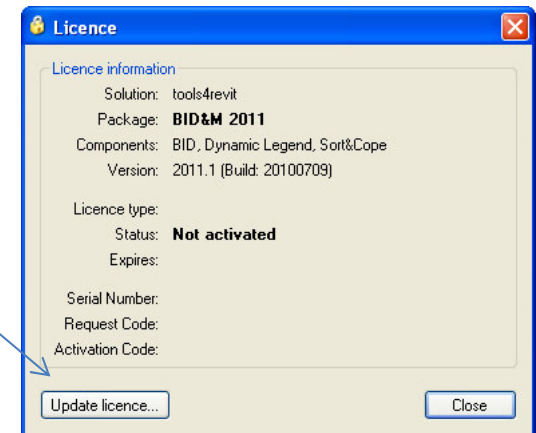 Licence
Licence information
Solution: tools4revit
Package: BID&M 2011
Components: BID, Dynamic Legend, Sort&Cope
Version: 2011.1 (Build: 20100709)
Licence type:
Status: Not activated
Expires:
Serial Number:
Request Code:
Activation Code:
Update licence... Close